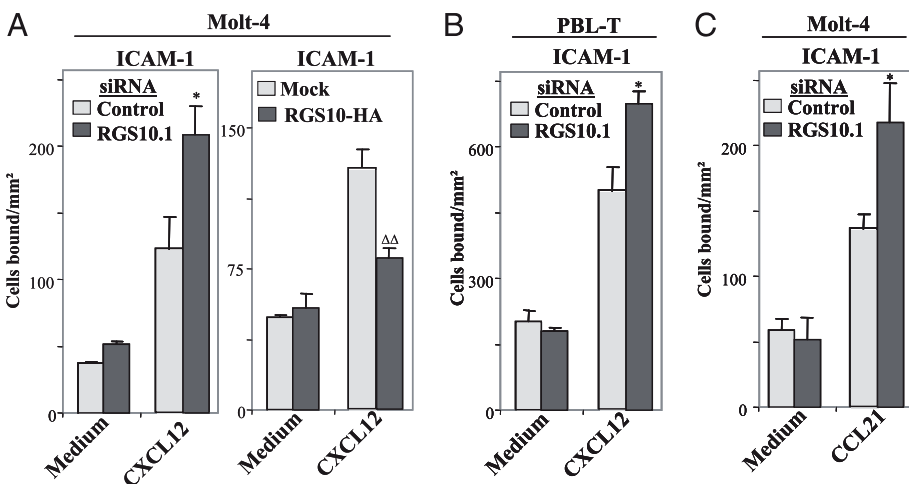 A
Molt-4
ICAM-1
siRNA
Control
RGS10.1
*
Cells bound/mm²
200
100
0
Medium
CXCL12
ICAM-1
Mock
RGS10-HA
ΔΔ
150
75
0
Medium
CXCL12
B
PBL-T
ICAM-1
siRNA
Control
RGS10.1
*
Cells bound/mm²
600
300
0
Medium
CXCL12
C
Molt-4
ICAM-1
siRNA
Control
RGS10.1
*
Cells bound/mm²
200
100
0
Medium
CCL21